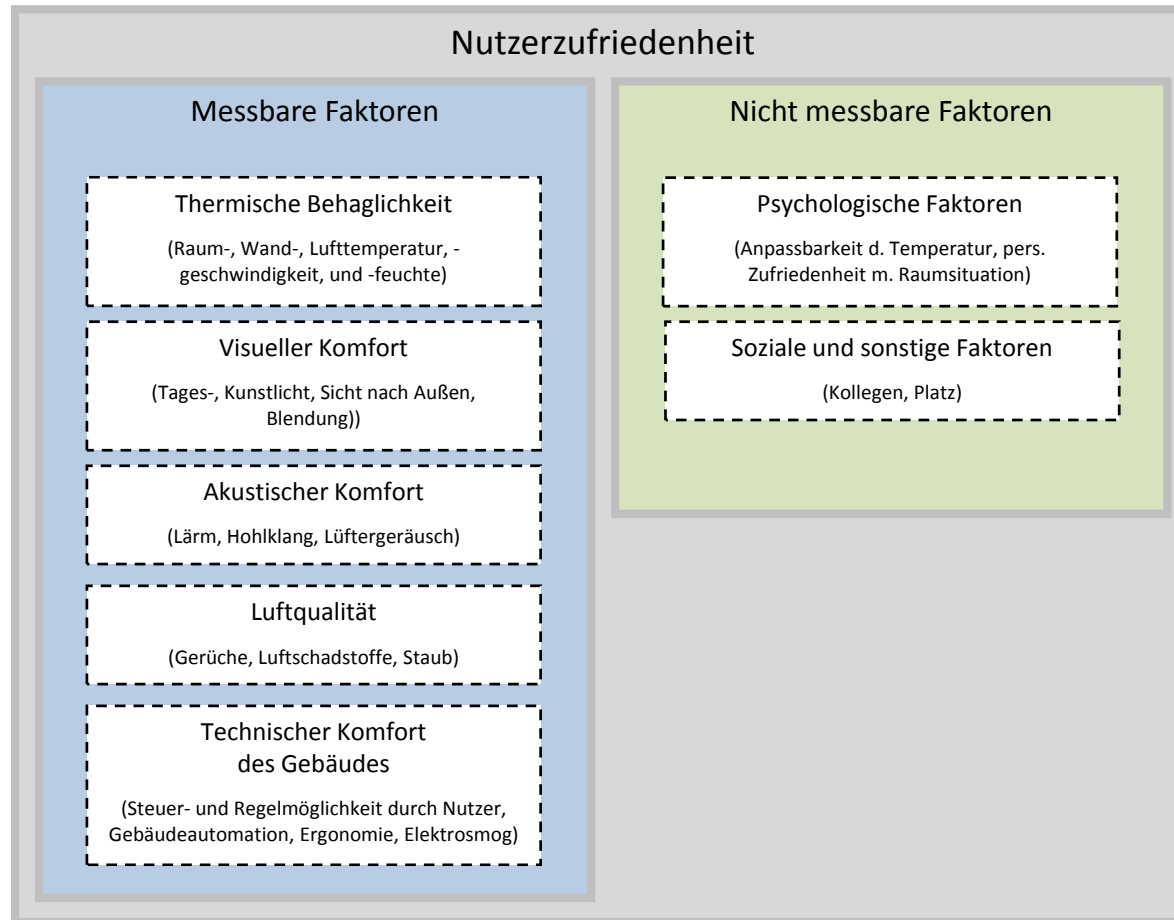 Nutzerzufriedenheit
Messbare Faktoren
Thermische Behaglichkeit
(Raum-, Wand-, Lufttemperatur, -
geschwindigkeit, und -feuchte)
Visueller Komfort
(Tages-, Kunstlicht, Sicht nach Außen,
Blendung))
Akustischer Komfort
(Lärm, Hohlklang, Lüftergeräusch)
Luftqualität
(Gerüche, Luftschadstoffe, Staub)
Technischer Komfort
des Gebäudes
(Steuer- und Regelmöglichkeit durch Nutzer,
Gebäudeautomation, Ergonomie, Elektrosmog)
Nicht messbare Faktoren
Psychologische Faktoren
(Anpassbarkeit d. Temperatur, pers.
Zufriedenheit m. Raumsituation)
Soziale und sonstige Faktoren
(Kollegen, Platz)